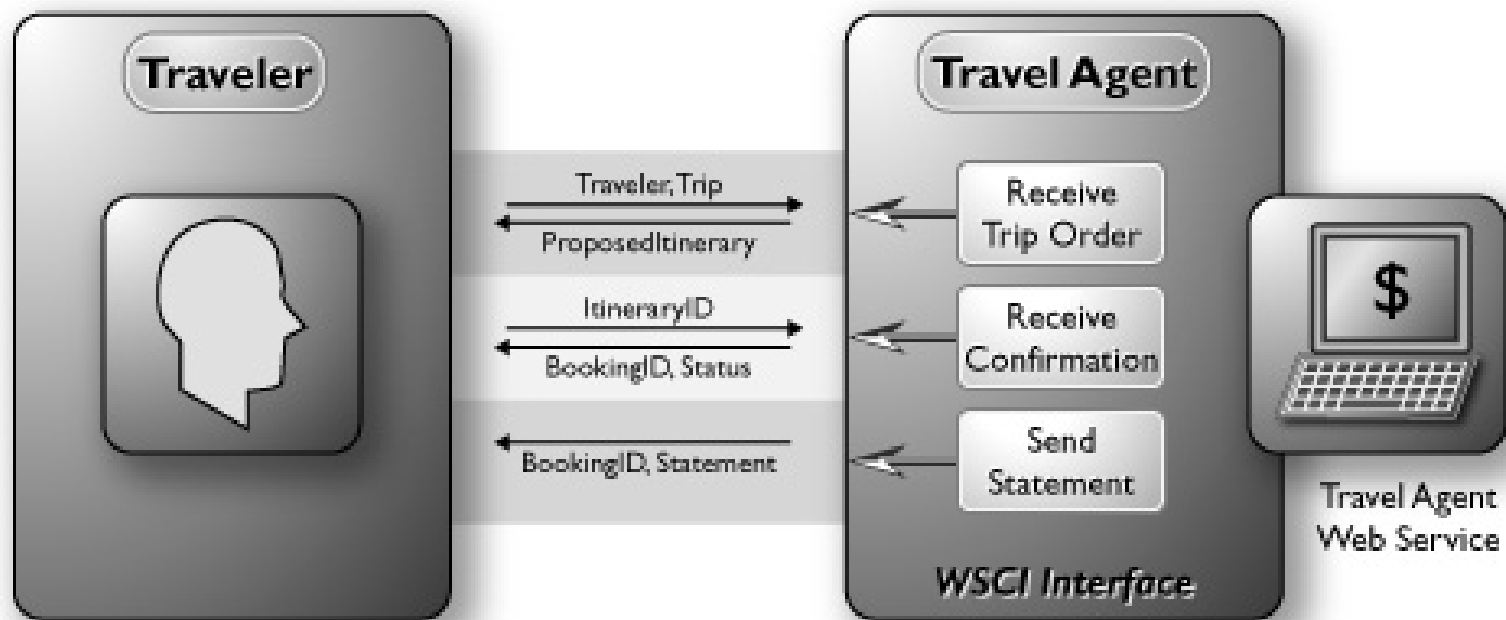 Traveler
Travel Agent
Traveler, Trip
ProposedItinerary
Receive
Trip Order
ItineraryID
BookingID, Status
Receive
Confirmation
BookingID, Statement
Send
Statement
$
Travel Agent
Web Service
WSCI Interface